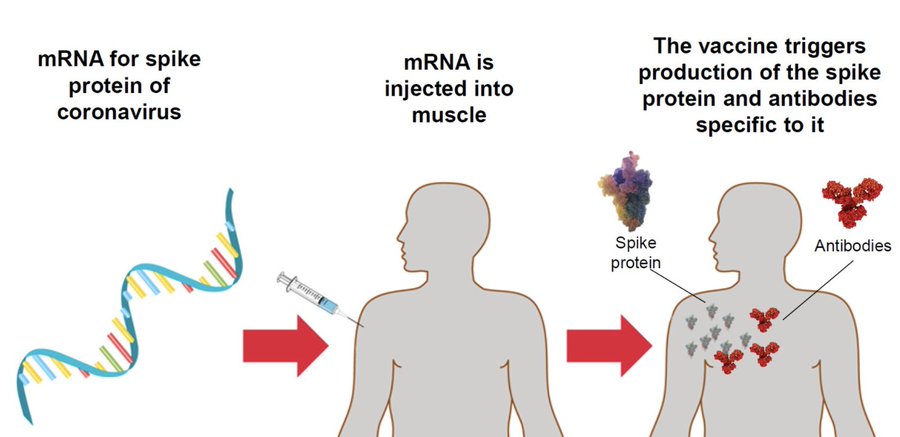 mRNA for spike
protein of
coronavirus
mRNA is
injected into
muscle
The vaccine triggers
production of the spike
protein and antibodies
specific to it
Spike
protein
Antibodies